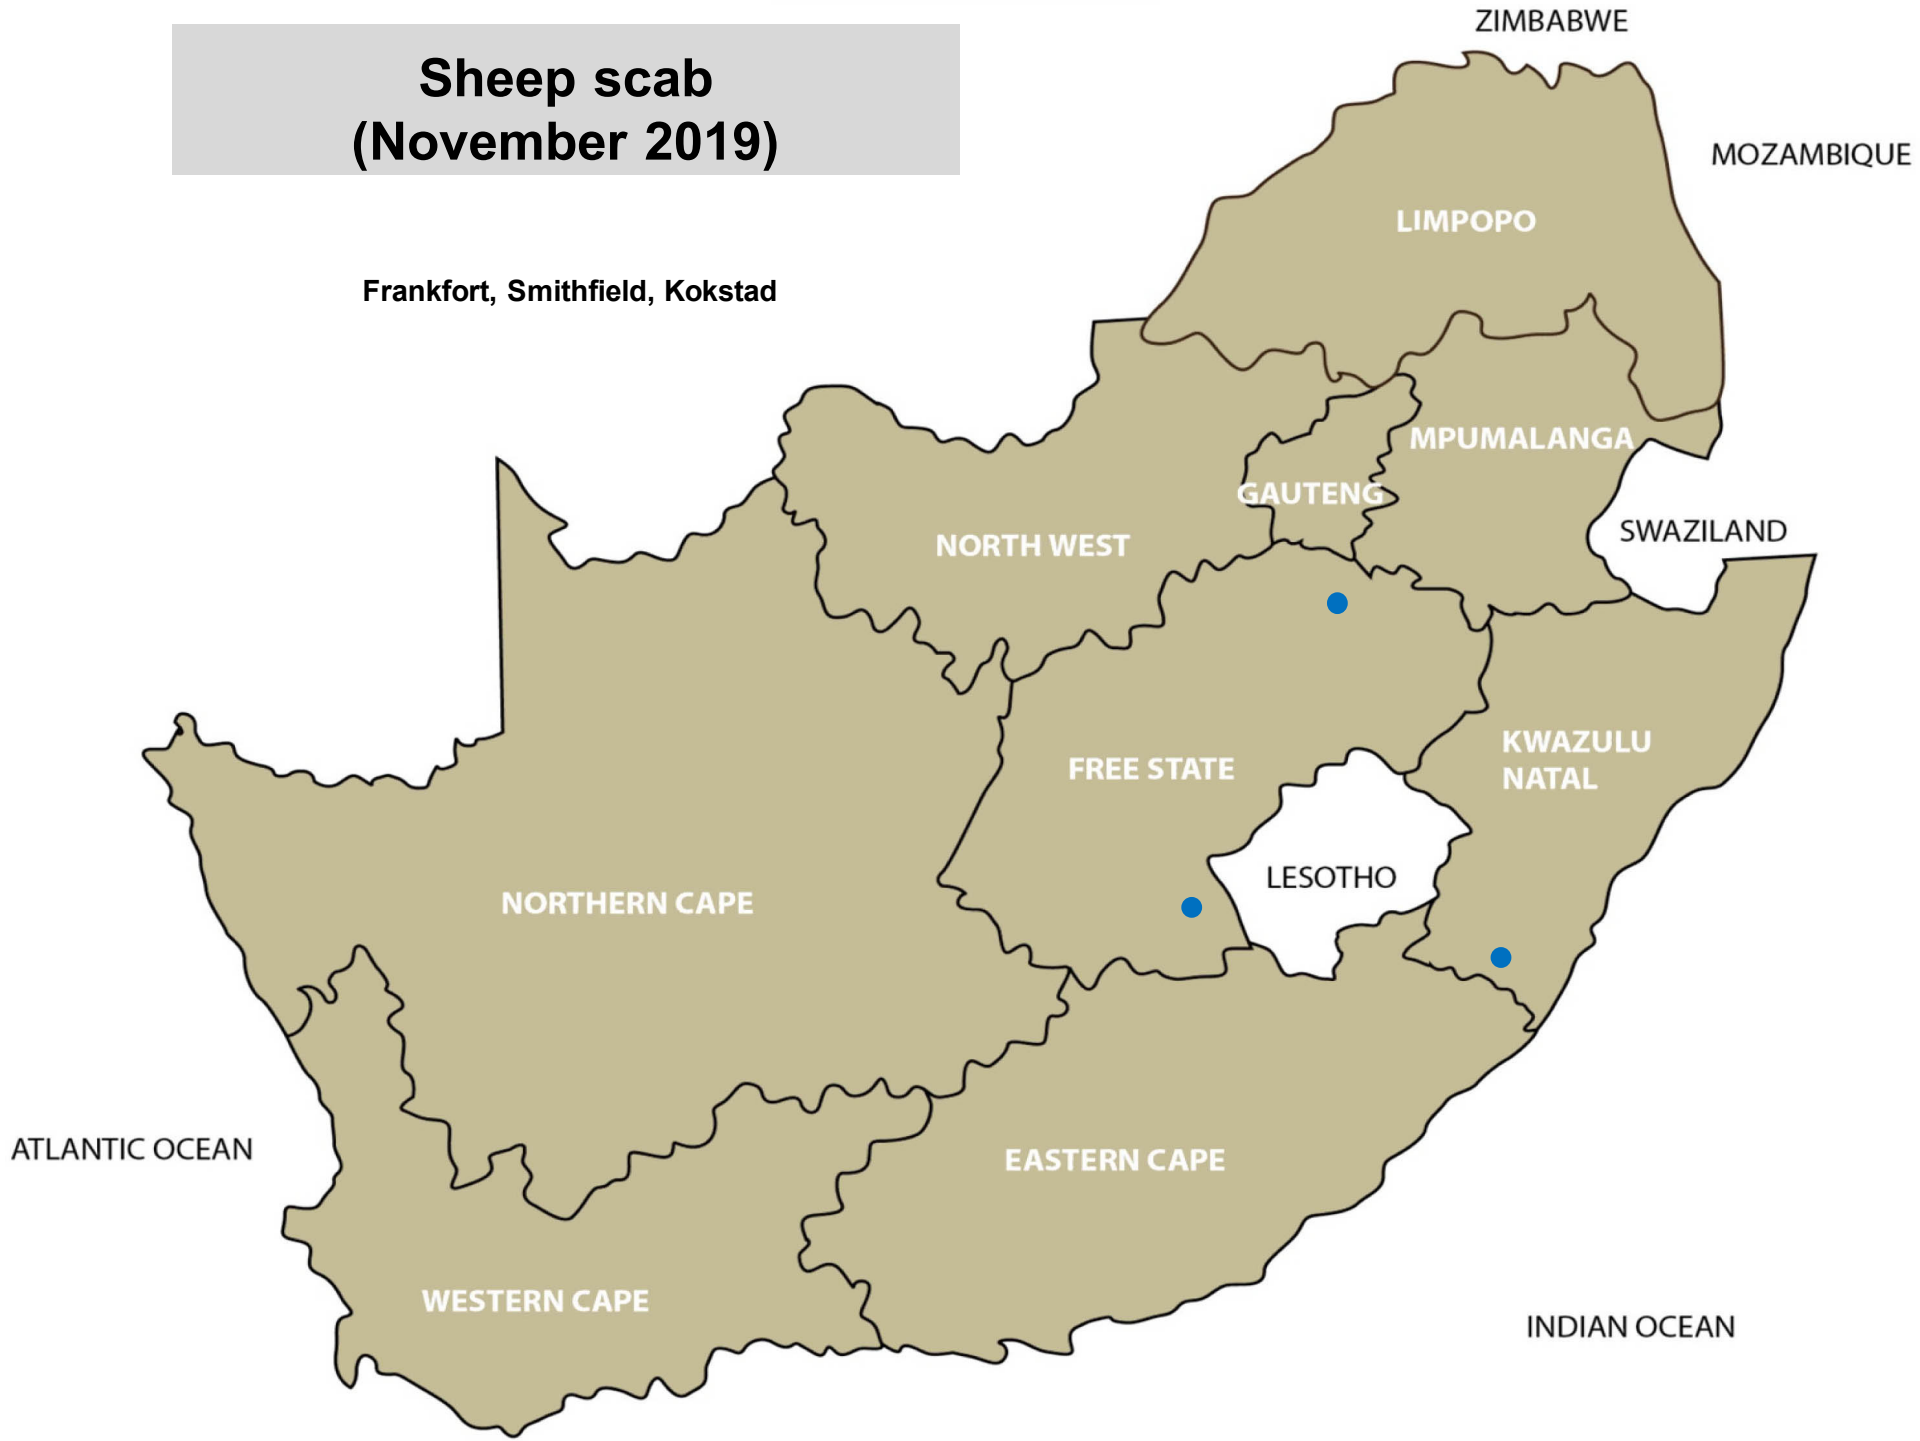 Sheep scab
(November 2019)
Frankfort, Smithfield, Kokstad
ZIMBABWE
MOZAMBIQUE
LIMPOPO
MPUMALANGA
GAUTENG
SWAZILAND
NORTH WEST
KWAZULU
NATAL
FREE STATE
LESOTHO
NORTHERN CAPE
ATLANTIC OCEAN
EASTERN CAPE
WESTERN CAPE
INDIAN OCEAN